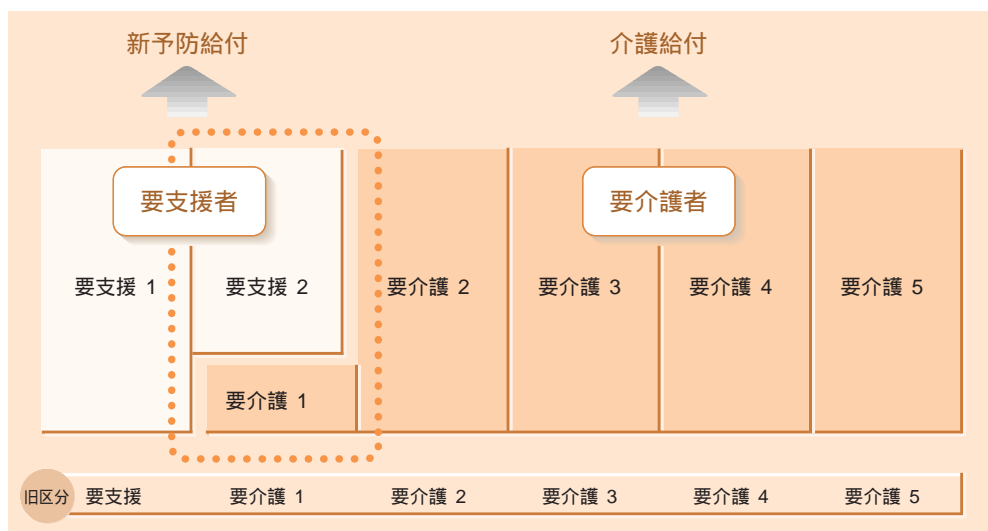 新予防給付 介護給付
要支援者 要介護者
要支援 1 要支援 2 要介護 2 要介護 3 要介護 4 要介護 5
要介護 1
旧区分 要支援 要介護 1 要介護 2 要介護 3 要介護 4 要介護 5